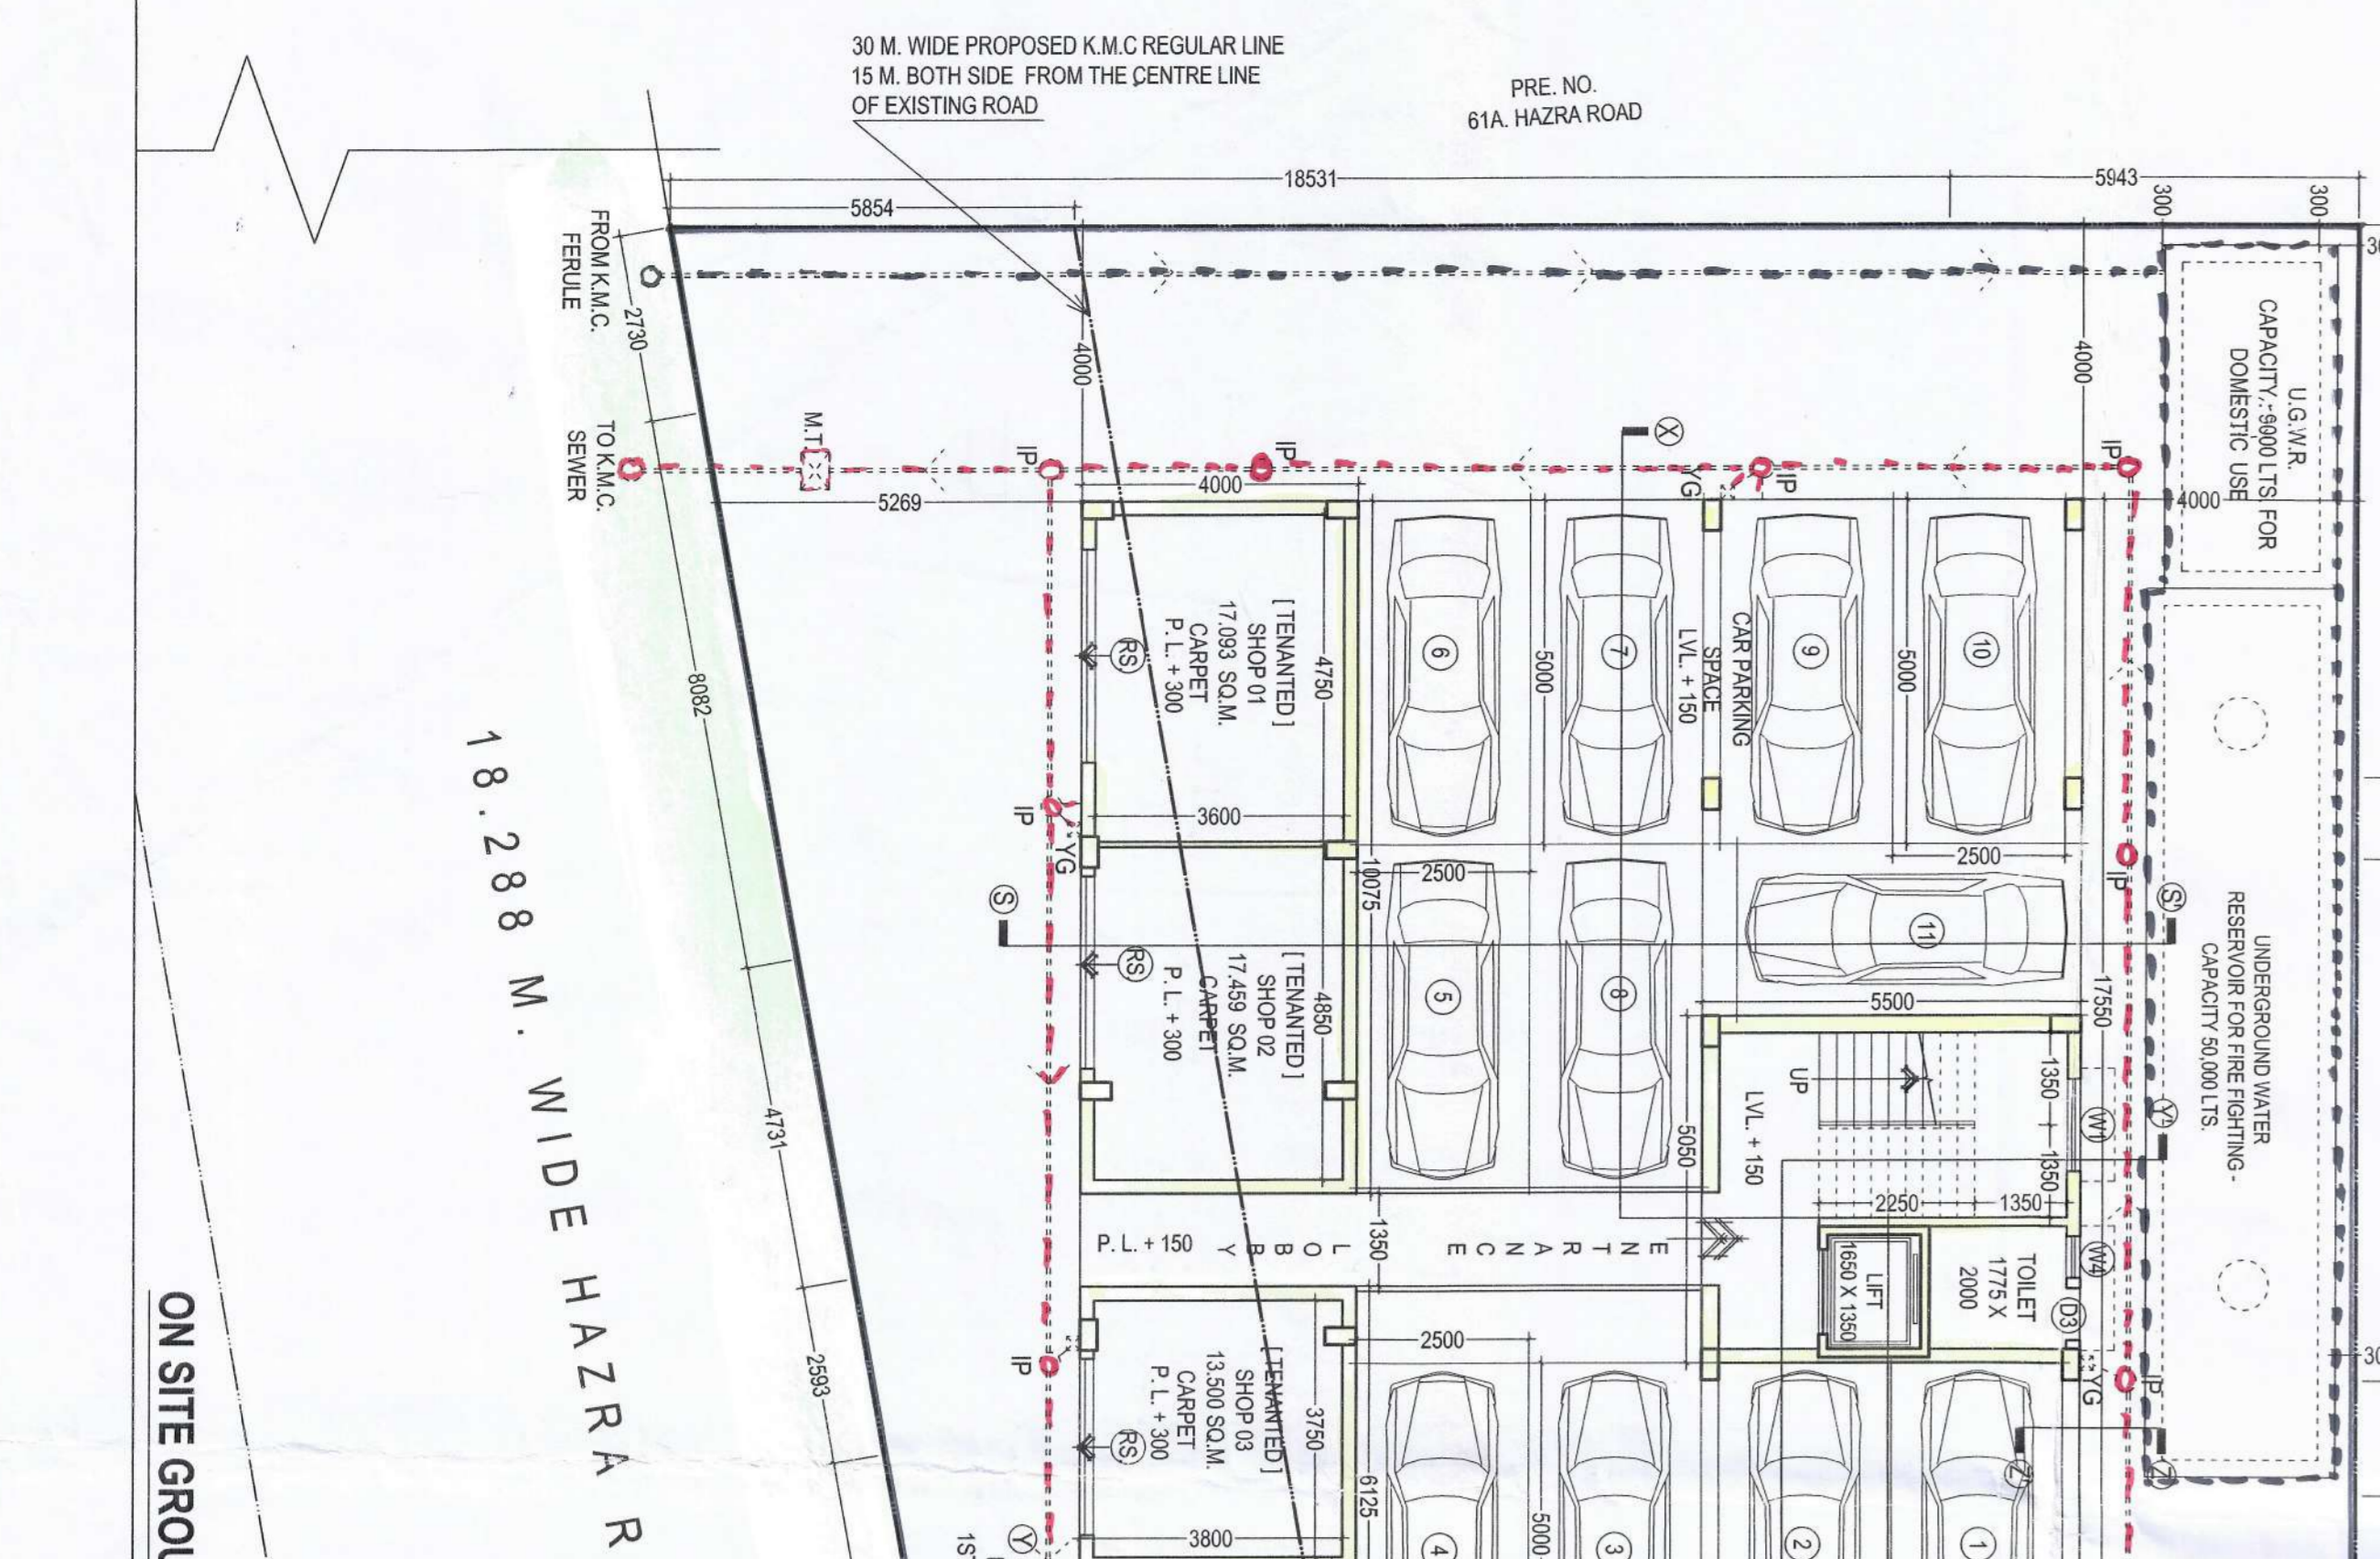 30 M. WIDE PROPOSED K.M.C REGULAR LINE
15 M. BOTH SIDE FROM THE CENTRE LINE
OF EXISTING ROAD
PRE. NO.
61A. HAZRA ROAD
18531
5943
5854
300
300
FROM K.M.C.
FERULE
2730
TO K.M.C.
SEWER
M.T
5269
8082
4731
2593
18.288 M. WIDE HAZRA R
ON SITE GROU
4000
4000
4000
4000
IP
IP
IP
IP
X
YG
U.G.W.R.
CAPACITY:-9000 LTS. FOR
DOMESTIC USE
UNDERGROUND WATER
RESERVOIR FOR FIRE FIGHTING -
CAPACITY 50,000 LTS.
[ TENANTED ]
SHOP 01
17.093 SQ.M.
CARPET
P. L. + 300
4750
3600
RS
IP
YG
6
7
9
10
5000
5000
CAR PARKING
SPACE
LVL. + 150
2500
2500
10075
[ TENANTED ]
SHOP 02
17.459 SQ.M.
CARPET
P. L. + 300
4850
RS
S
S'
5
8
11
IP
17550
5500
5050
UP
LVL. + 150
1350
1350
W1
Y'
2250
1350
LIFT
1650 X 1350
TOILET
1775 X
2000
W4
D3
ENTRANCE LOBBY
P. L. + 150
1350
[ TENANTED ]
SHOP 03
13.500 SQ.M.
CARPET
P. L. + 300
3750
3800
RS
IP
2500
6125
5000
4
3
2
1
YG
IP
Z
Y
1S